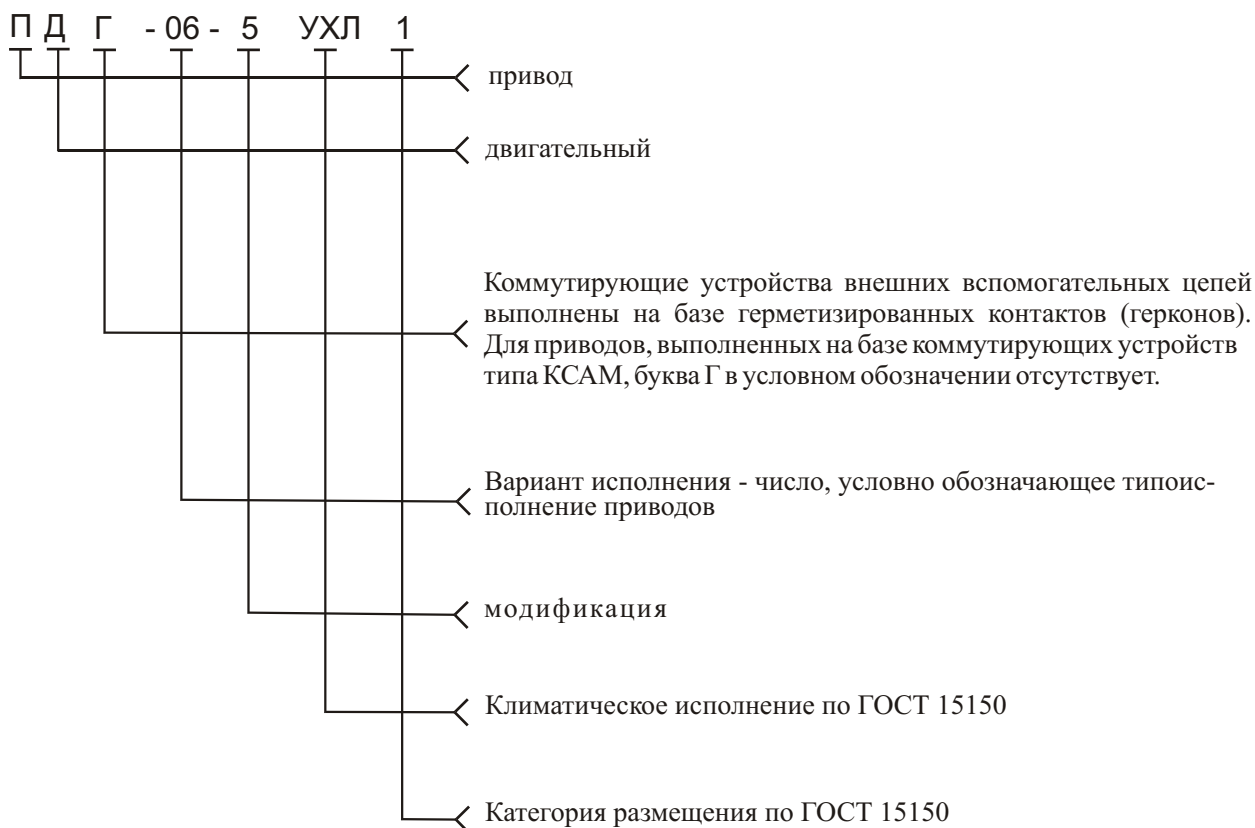 ПДГ - 06 - 5 УХЛ 1
привод
двигательный
Коммутирующие устройства внешних вспомогательных цепей
выполнены на базе герметизированных контактов (герконов).
Для приводов, выполненных на базе коммутирующих устройств
типа КСАМ, буква Г в условном обозначении отсутствует.
Вариант исполнения - число, условно обозначающее типоис-
полнение приводов
модификация
Климатическое исполнение по ГОСТ 15150
Категория размещения по ГОСТ 15150